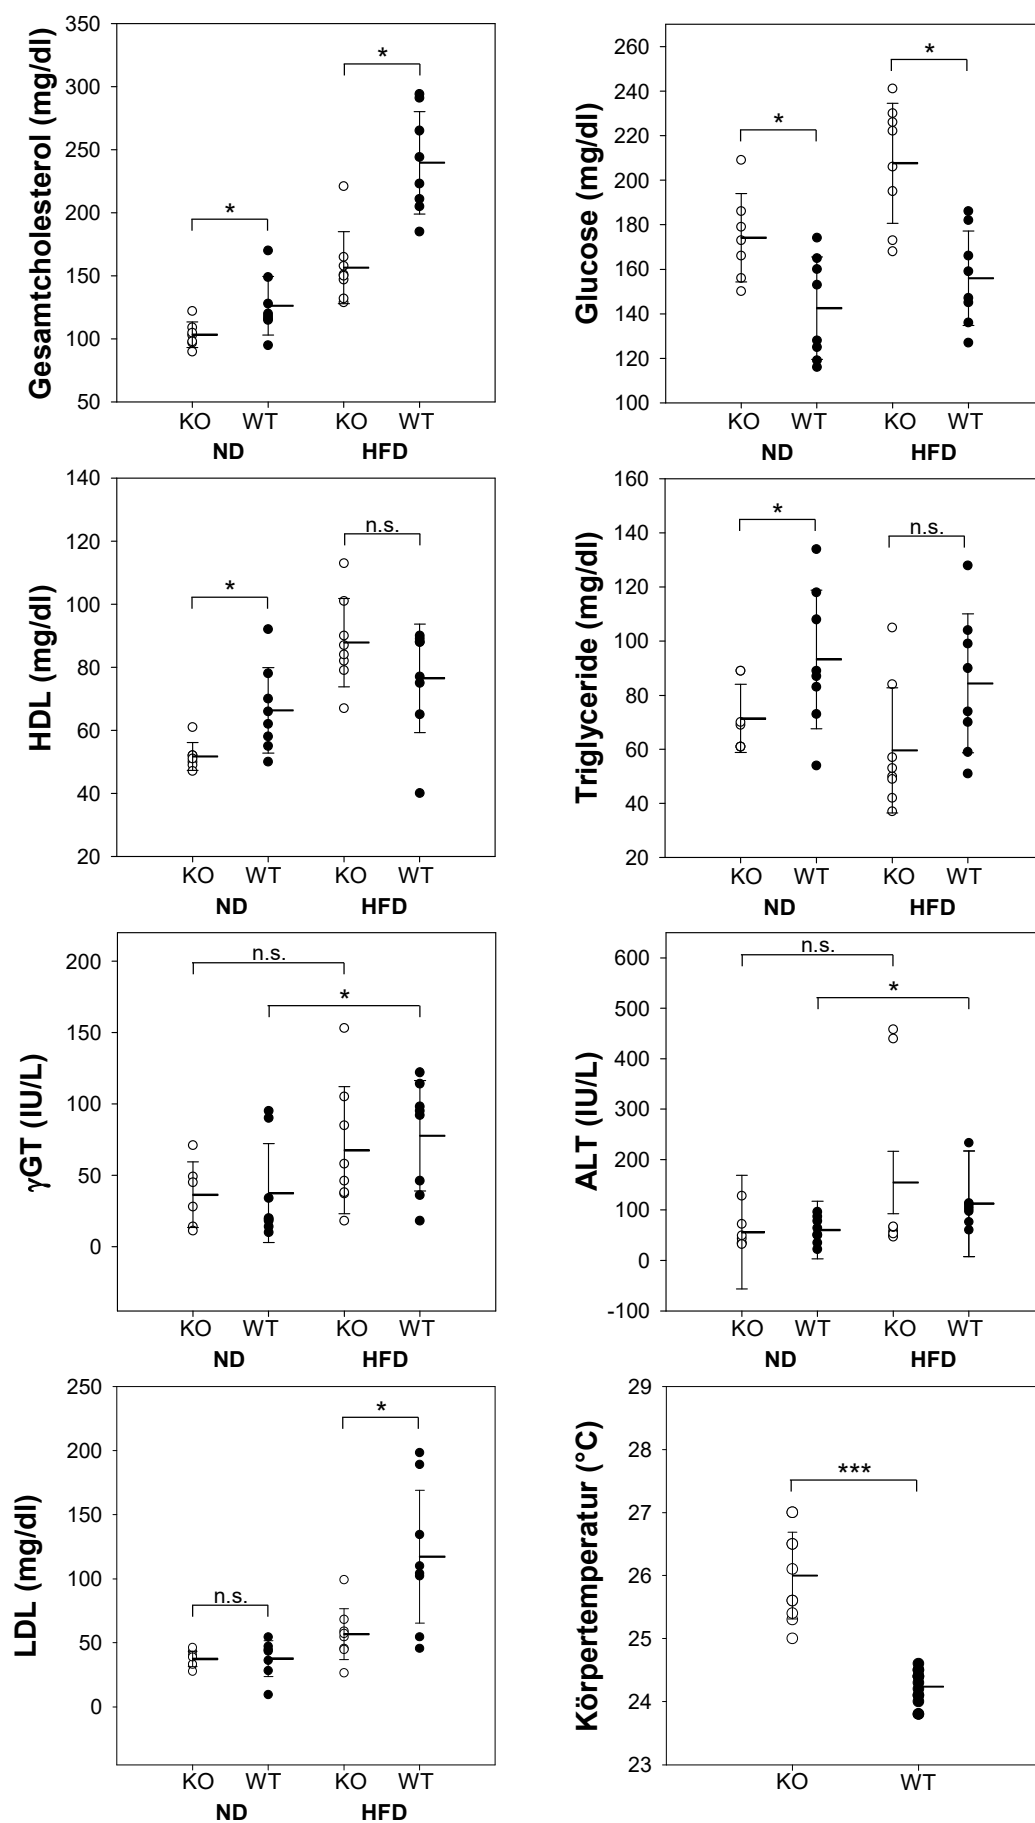 Gesamtcholesterol (mg/dl)
350
300
250
200
150
100
50
*
*
KO WT KO WT
ND HFD
Glucose (mg/dl)
260
240
220
200
180
160
140
120
100
*
*
KO WT KO WT
ND HFD
HDL (mg/dl)
140
120
100
80
60
40
20
*
n.s.
KO WT KO WT
ND HFD
Triglyceride (mg/dl)
160
140
120
100
80
60
40
20
*
n.s.
KO WT KO WT
ND HFD
γGT (IU/L)
200
150
100
50
0
n.s.
*
KO WT KO WT
ND HFD
ALT (IU/L)
600
500
400
300
200
100
0
-100
n.s.
*
KO WT KO WT
ND HFD
LDL (mg/dl)
250
200
150
100
50
0
n.s.
*
KO WT KO WT
ND HFD
Körpertemperatur (°C)
29
28
27
26
25
24
23
***
KO WT